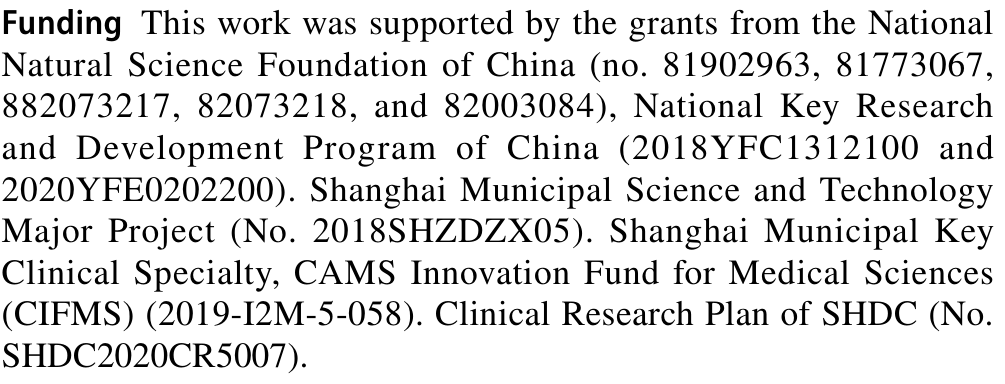 Funding This work was supported by the grants from the National
Natural Science Foundation of China (no. 81902963, 81773067,
882073217, 82073218, and 82003084), National Key Research
and Development Program of China (2018YFC1312100 and
2020YFE0202200). Shanghai Municipal Science and Technology
Major Project (No. 2018SHZDZX05). Shanghai Municipal Key
Clinical Specialty, CAMS Innovation Fund for Medical Sciences
(CIFMS) (2019-I2M-5-058). Clinical Research Plan of SHDC (No.
SHDC2020CR5007).